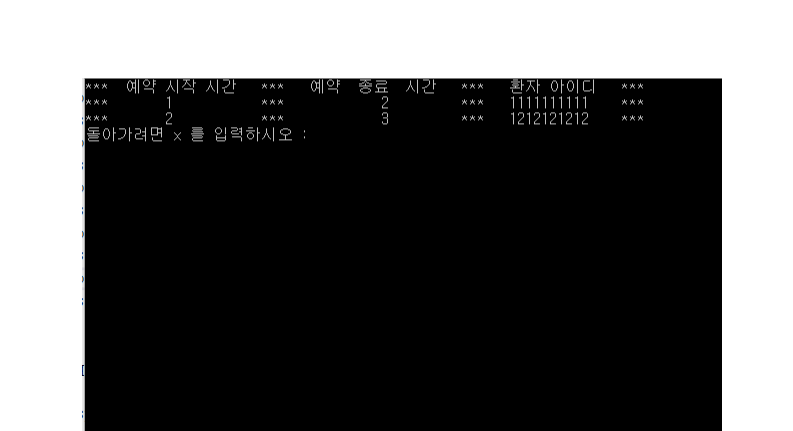 *** 예약 시작 시간 *** 예약 종료 시간 *** 환자 아이디 ***
*** 1 *** 2 *** 1111111111 ***
*** 2 *** 3 *** 1212121212 ***
돌아가려면 x 를 입력하시오 :